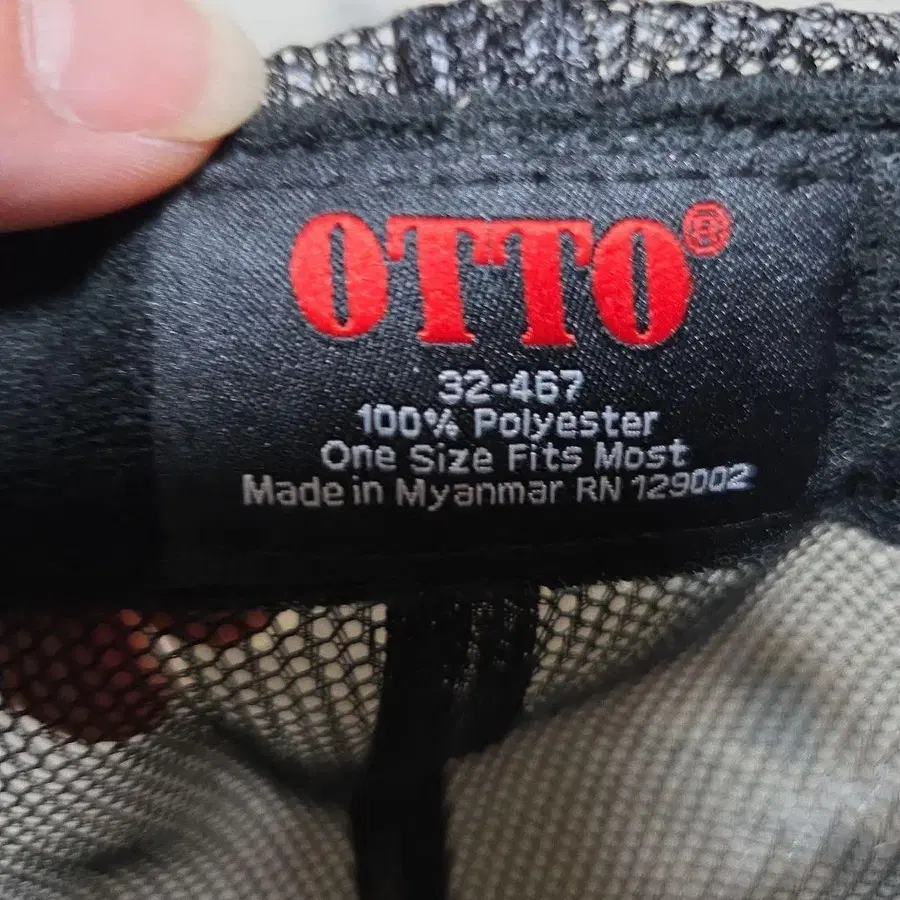 OTTO®
32-467
100% Polyester
One Size Fits Most
Made in Myanmar RN 129002